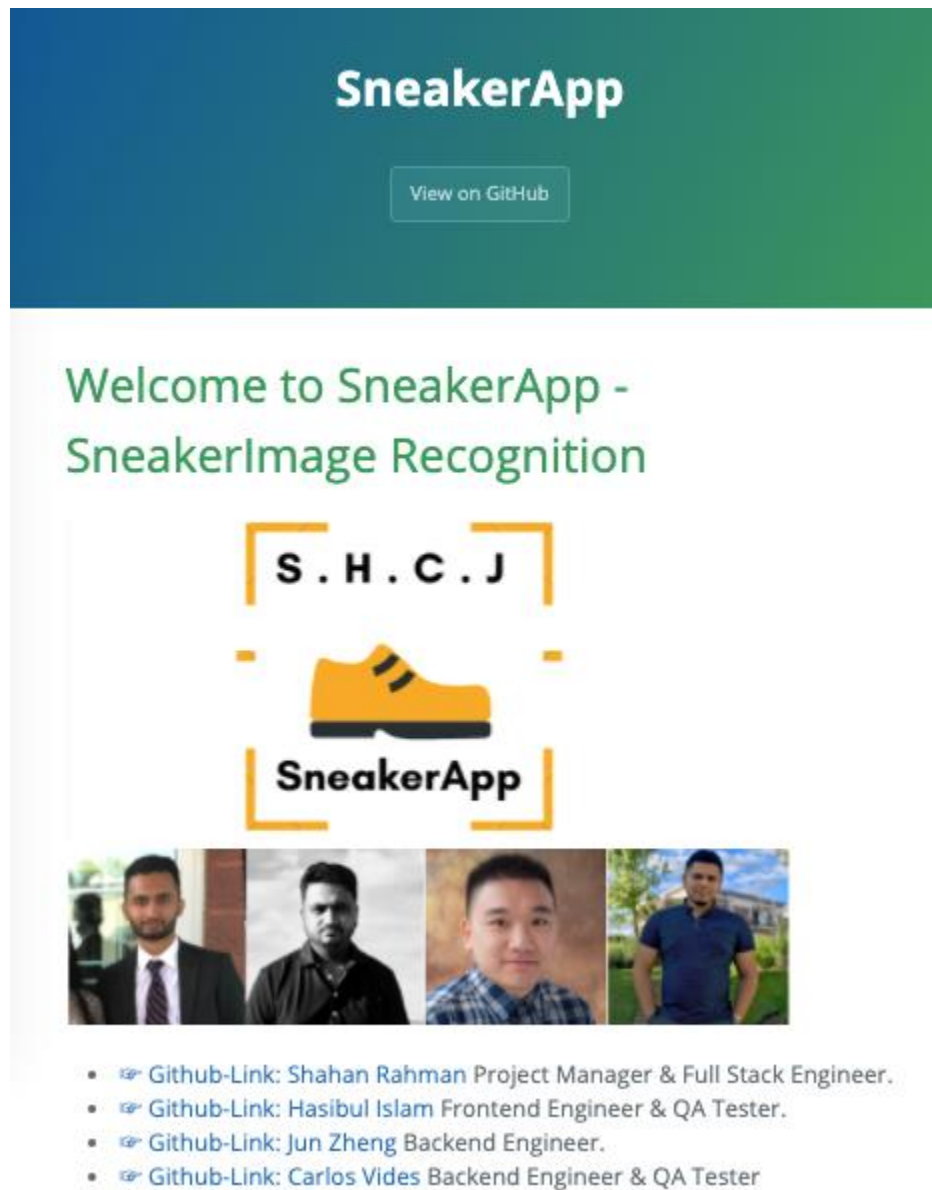 SneakerApp
View on GitHub
Welcome to SneakerApp -
SneakerImage Recognition
S . H . C . J
SneakerApp
☞ Github-Link: Shahan Rahman Project Manager & Full Stack Engineer.
☞ Github-Link: Hasibul Islam Frontend Engineer & QA Tester.
☞ Github-Link: Jun Zheng Backend Engineer.
☞ Github-Link: Carlos Vides Backend Engineer & QA Tester